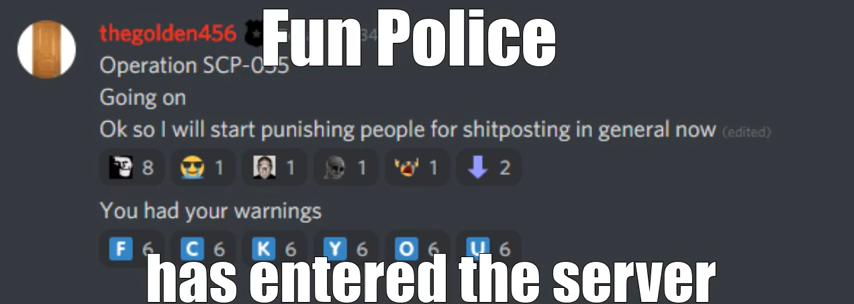 Fun Police
thegolden456
Operation SCP-035
Going on
Ok so I will start punishing people for shitposting in general now (edited)
8 1 1 1 1 2
You had your warnings
F 6 C 6 K 6 Y 6 O 6 U 6
has entered the server